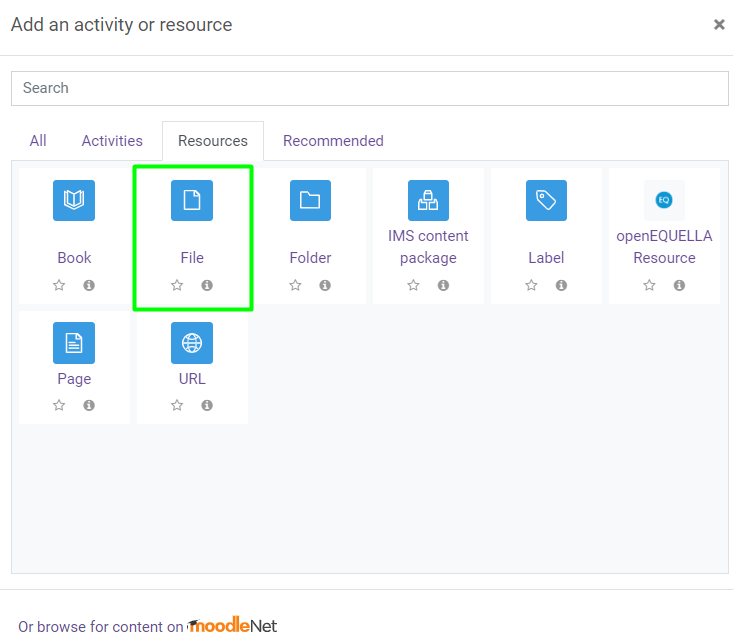 Add an activity or resource
×
Search
All Activities Resources Recommended
Book File Folder IMS content package Label EQ openEQUELLA Resource
Page URL
Or browse for content on moodleNet